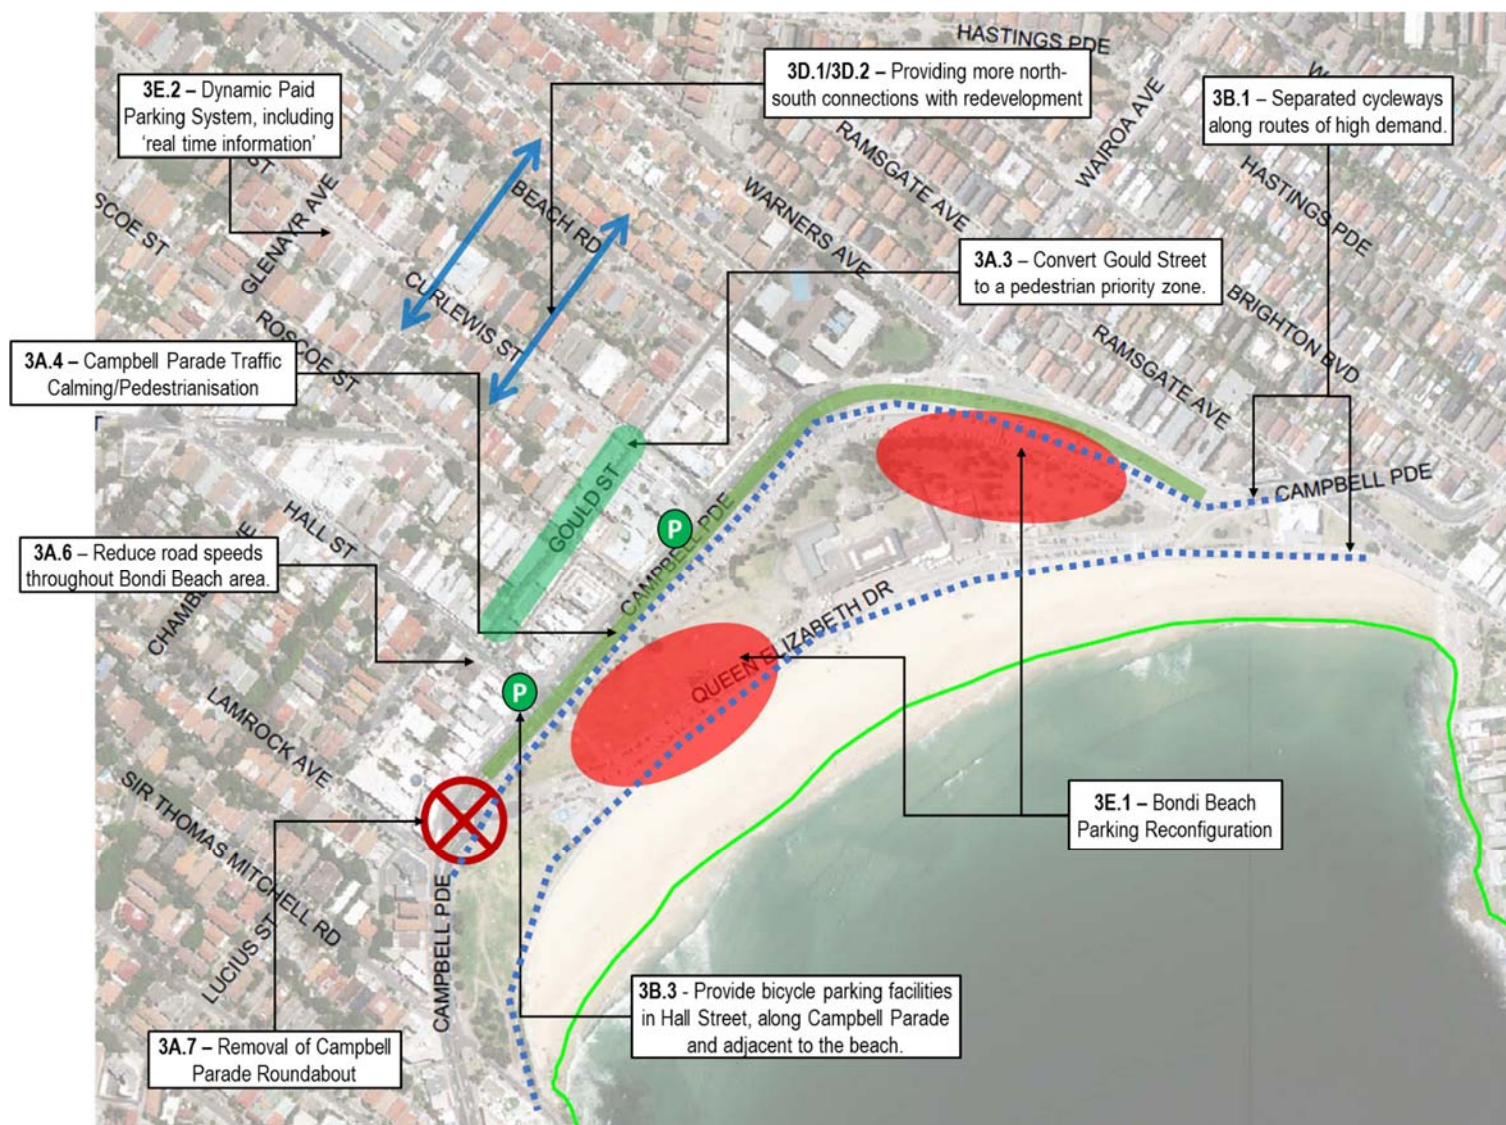 HASTINGS PDE
3D.1/3D.2 – Providing more north-
south connections with redevelopment
3E.2 – Dynamic Paid
Parking System, including
‘real time information’
3B.1 – Separated cycleways
along routes of high demand.
WAIROA AVE
RAMSGATE AVE
HASTINGS PDE
ST
BEACH RD
WARNERS AVE
SCOE ST
GLENAYR AVE
3A.3 – Convert Gould Street
to a pedestrian priority zone.
CURLEWIS ST
BRIGHTON BVD
ROSCOE ST
RAMSGATE AVE
3A.4 – Campbell Parade Traffic
Calming/Pedestrianisation
GOULD ST
CAMPBELL PDE
HALL ST
P
CAMPBELL PDE
3A.6 – Reduce road speeds
throughout Bondi Beach area.
QUEEN ELIZABETH DR
P
LAMROCK AVE
SIR THOMAS MITCHELL RD
3E.1 – Bondi Beach
Parking Reconfiguration
LUCIUS ST
CAMPBELL PDE
3B.3 - Provide bicycle parking facilities
in Hall Street, along Campbell Parade
and adjacent to the beach.
3A.7 – Removal of Campbell
Parade Roundabout